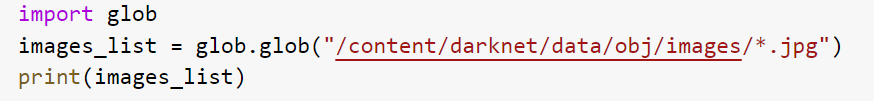 import glob
images_list = glob.glob("/content/darknet/data/obj/images/*.jpg")
print(images_list)